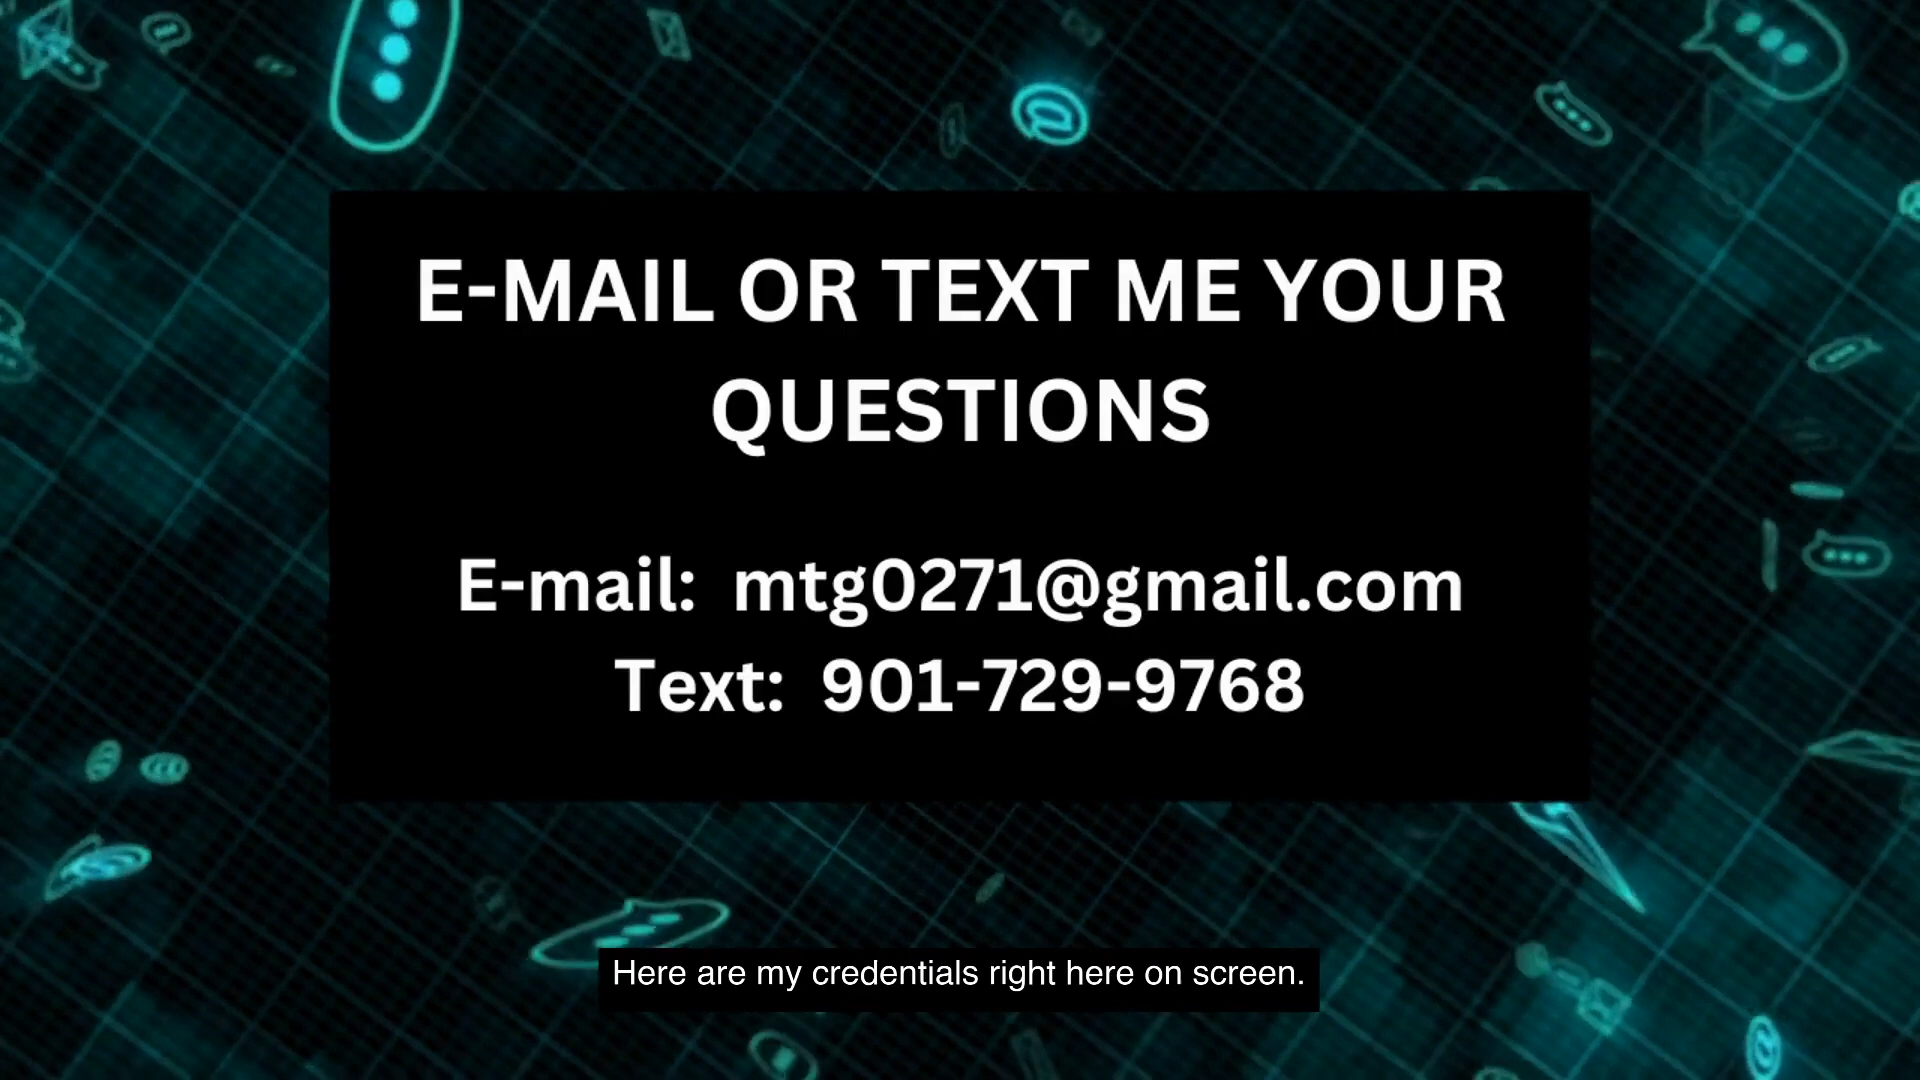 E-MAIL OR TEXT ME YOUR
QUESTIONS
E-mail: mtg0271@gmail.com
Text: 901-729-9768
Here are my credentials right here on screen.